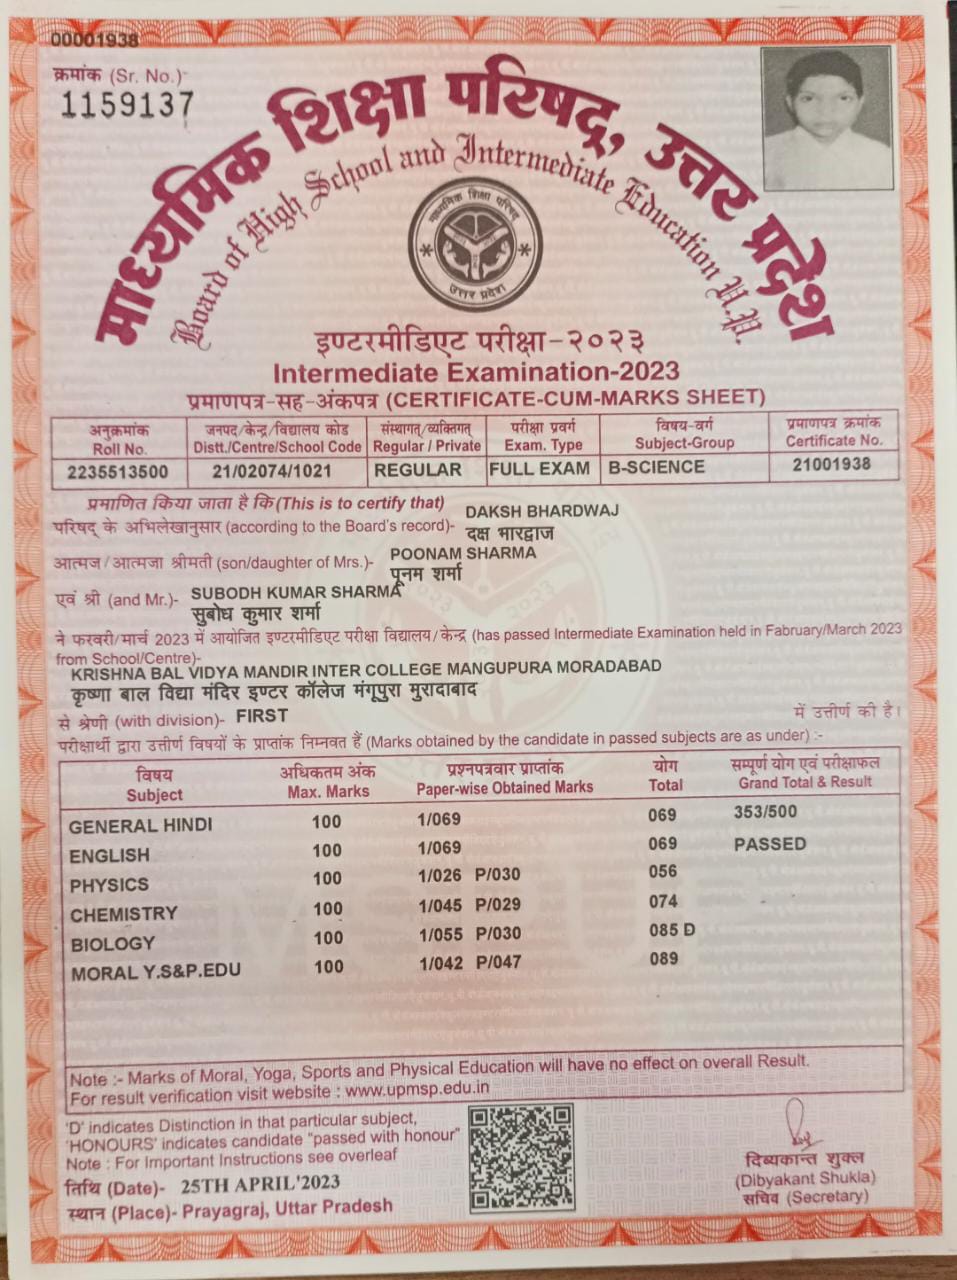 00001938
क्रमांक (Sr. No.)-
1159137
माध्यमिक शिक्षा परिषद्, उत्तर प्रदेश
Board of High School and Intermediate Education U.P.
माध्यमिक शिक्षा परिषद
उत्तर प्रदेश
इण्टरमीडिएट परीक्षा-२०२३
Intermediate Examination-2023
प्रमाणपत्र-सह-अंकपत्र (CERTIFICATE-CUM-MARKS SHEET)
अनुक्रमांक जनपद/केन्द्र/विद्यालय कोड संस्थागत/व्यक्तिगत परीक्षा प्रवर्ग विषय-वर्ग प्रमाणपत्र क्रमांक
Roll No. Distt./Centre/School Code Regular / Private Exam. Type Subject-Group Certificate No.
2235513500 21/02074/1021 REGULAR FULL EXAM B-SCIENCE 21001938
प्रमाणित किया जाता है कि (This is to certify that) DAKSH BHARDWAJ
परिषद् के अभिलेखानुसार (according to the Board's record)- दक्ष भारद्वाज
आत्मज/आत्मजा श्रीमती (son/daughter of Mrs.)- POONAM SHARMA
पूनम शर्मा
एवं श्री (and Mr.)- SUBODH KUMAR SHARMA
सुबोध कुमार शर्मा
ने फरवरी/मार्च 2023 में आयोजित इण्टरमीडिएट परीक्षा विद्यालय/केन्द्र (has passed Intermediate Examination held in Fabruary/March 2023
from School/Centre)-
KRISHNA BAL VIDYA MANDIR INTER COLLEGE MANGUPURA MORADABAD
कृष्णा बाल विद्या मंदिर इण्टर कॉलेज मंगूपुरा मुरादाबाद
से श्रेणी (with division)- FIRST में उत्तीर्ण की है।
परीक्षार्थी द्वारा उत्तीर्ण विषयों के प्राप्तांक निम्नवत हैं (Marks obtained by the candidate in passed subjects are as under) :-
विषय अधिकतम अंक प्रश्नपत्रवार प्राप्तांक योग सम्पूर्ण योग एवं परीक्षाफल
Subject Max. Marks Paper-wise Obtained Marks Total Grand Total & Result
GENERAL HINDI 100 1/069 069 353/500
ENGLISH 100 1/069 069 PASSED
PHYSICS 100 1/026 P/030 056
CHEMISTRY 100 1/045 P/029 074
BIOLOGY 100 1/055 P/030 085 D
MORAL Y.S&P.EDU 100 1/042 P/047 089
Note :- Marks of Moral, Yoga, Sports and Physical Education will have no effect on overall Result.
For result verification visit website : www.upmsp.edu.in
'D' indicates Distinction in that particular subject,
'HONOURS' indicates candidate "passed with honour"
Note : For Important Instructions see overleaf
तिथि (Date)- 25TH APRIL'2023
स्थान (Place)- Prayagraj, Uttar Pradesh
दिब्यकान्त शुक्ल
(Dibyakant Shukla)
सचिव (Secretary)